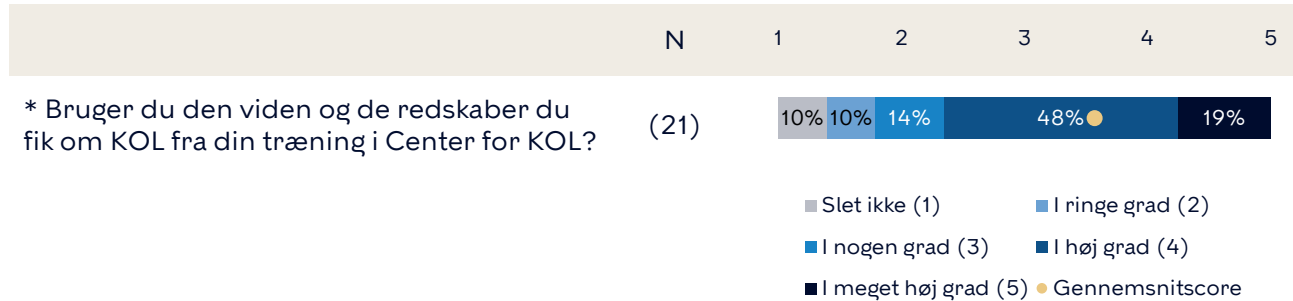 N 1 2 3 4 5
* Bruger du den viden og de redskaber du
fik om KOL fra din træning i Center for KOL?
(21)
10% 10% 14% 48% 19%
Slet ikke (1) I ringe grad (2)
I nogen grad (3) I høj grad (4)
I meget høj grad (5) Gennemsnitscore